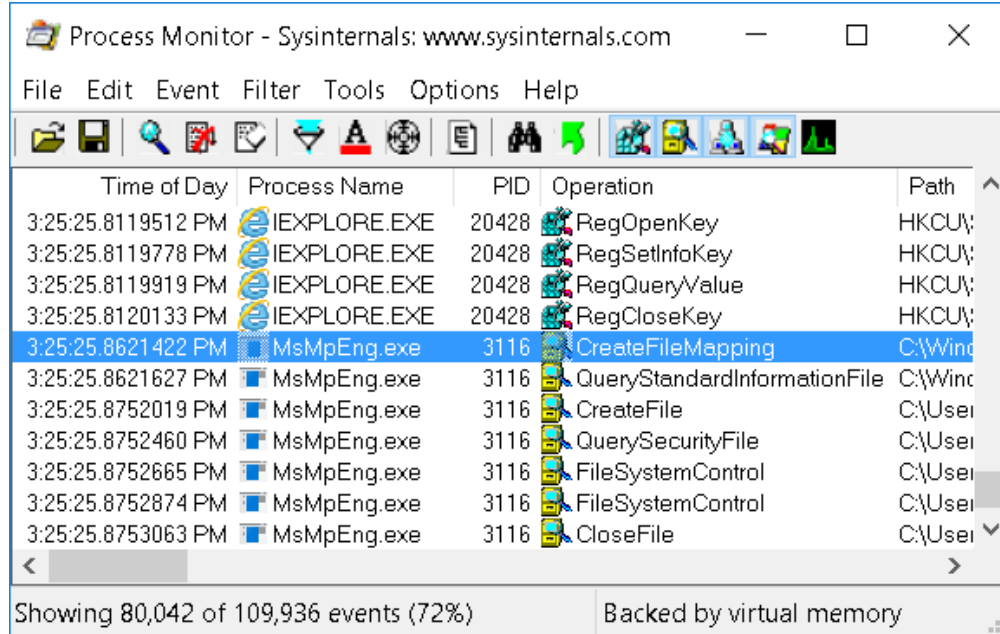 Process Monitor - Sysinternals: www.sysinternals.com
File Edit Event Filter Tools Options Help
Time of Day Process Name PID Operation Path
3:25:25.8119512 PM IEXPLORE.EXE 20428 RegOpenKey HKCU\
3:25:25.8119778 PM IEXPLORE.EXE 20428 RegSetInfoKey HKCU\
3:25:25.8119919 PM IEXPLORE.EXE 20428 RegQueryValue HKCU\
3:25:25.8120133 PM IEXPLORE.EXE 20428 RegCloseKey HKCU\
3:25:25.8621422 PM MsMpEng.exe 3116 CreateFileMapping C:\Wind
3:25:25.8621627 PM MsMpEng.exe 3116 QueryStandardInformationFile C:\Wind
3:25:25.8752019 PM MsMpEng.exe 3116 CreateFile C:\User
3:25:25.8752460 PM MsMpEng.exe 3116 QuerySecurityFile C:\User
3:25:25.8752665 PM MsMpEng.exe 3116 FileSystemControl C:\User
3:25:25.8752874 PM MsMpEng.exe 3116 FileSystemControl C:\User
3:25:25.8753063 PM MsMpEng.exe 3116 CloseFile C:\User
Showing 80,042 of 109,936 events (72%) Backed by virtual memory